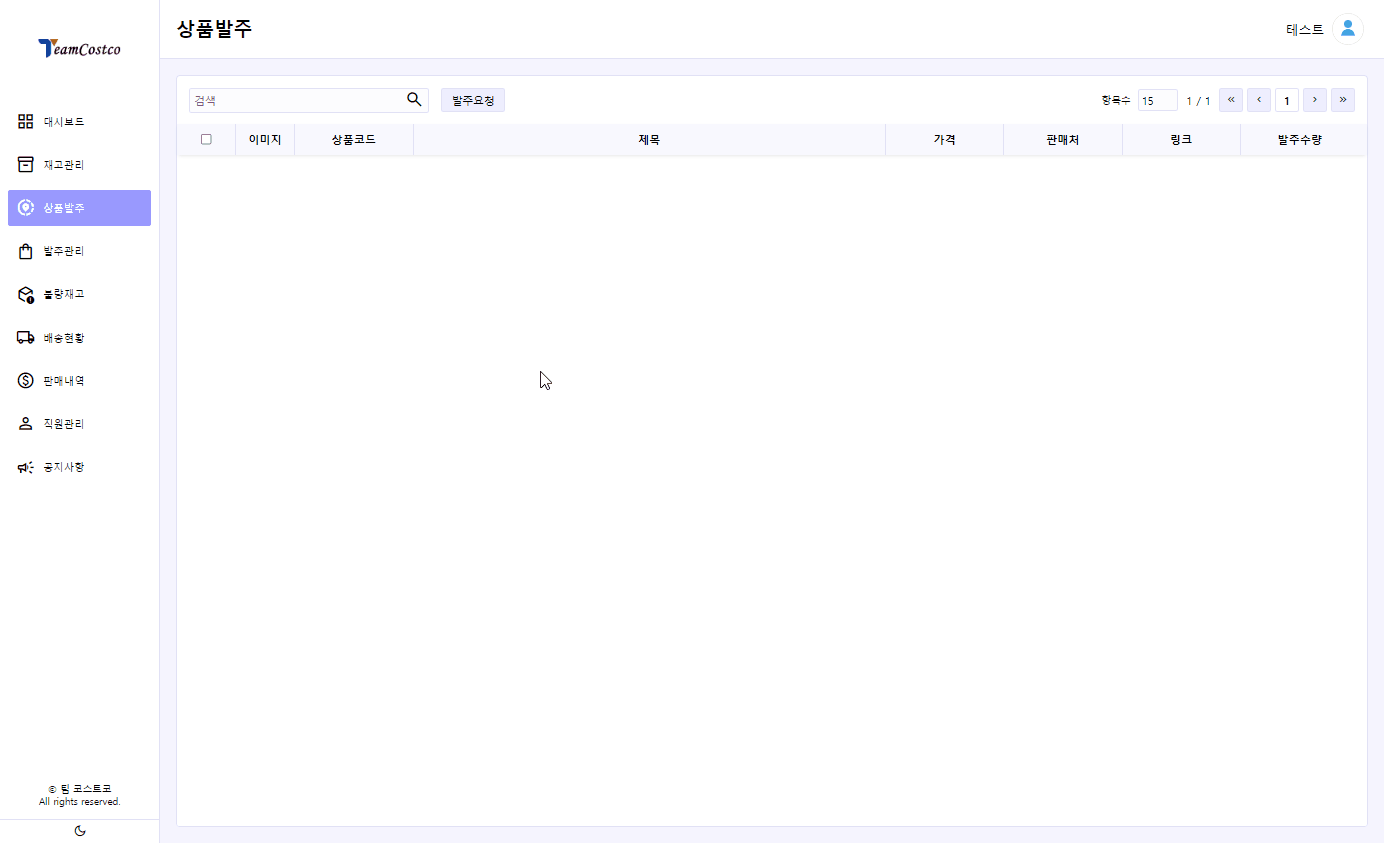 TeamCostco
대시보드
재고관리
상품발주
발주관리
불량재고
배송현황
판매내역
직원관리
공지사항
© 팀 코스트코
All rights reserved.
상품발주
테스트
검색
발주요청
항목수 15 1 / 1 « ‹ 1 › »
이미지 상품코드 제목 가격 판매처 링크 발주수량